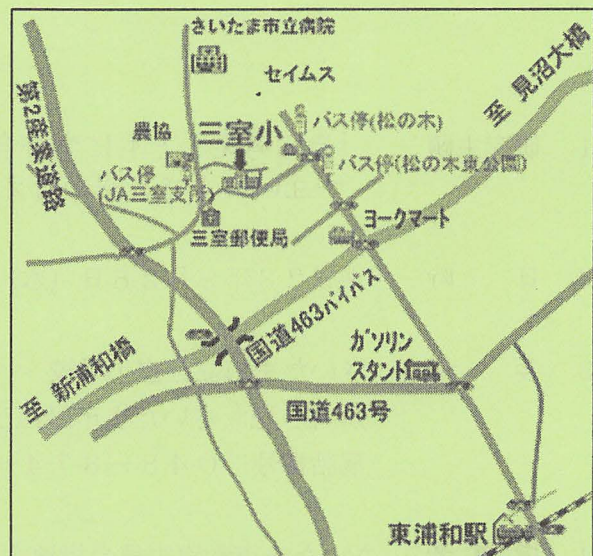 さいたま市立病院
セイムス
至 見沼大橋
第2産業道路
農協
三室小
バス停(松の木)
バス停
(JA三室支所)
バス停(松の木東公園)
三室郵便局
ヨークマート
国道463バイパス
ガソリン
スタンド
至 新浦和橋
国道463号
東浦和駅